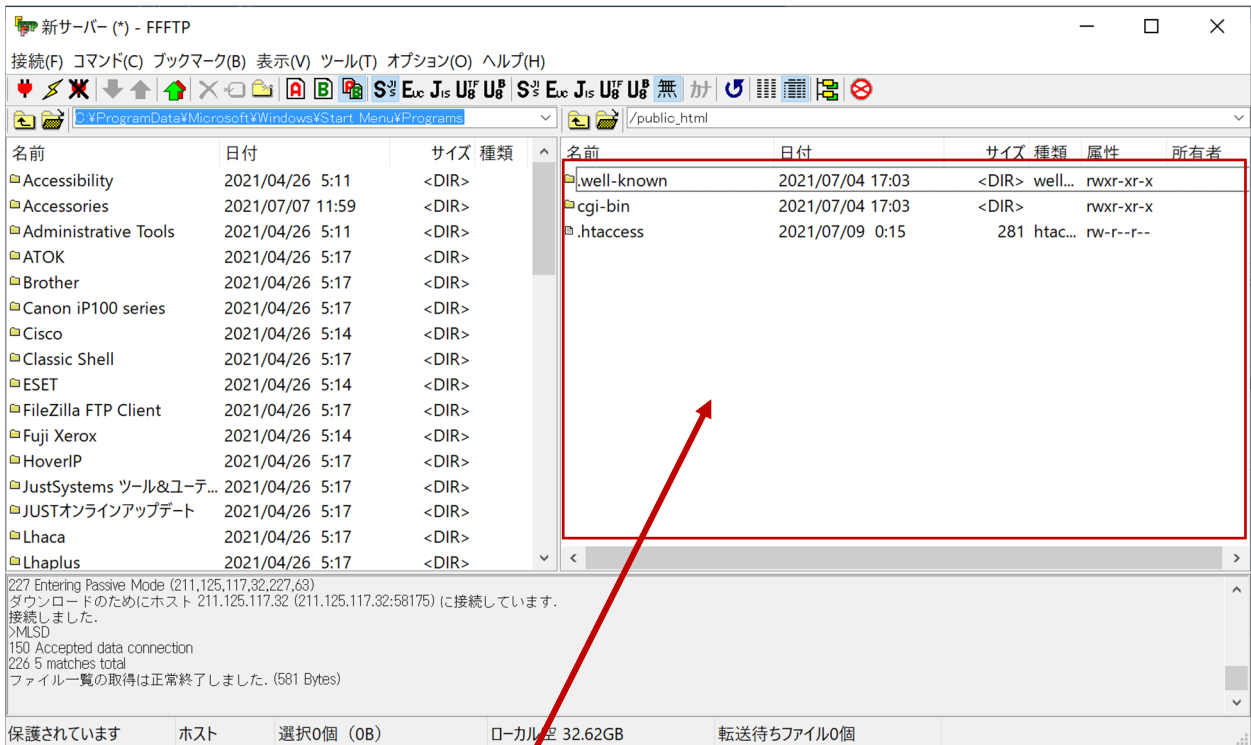 新サーバー (*) - FFFTP
接続(F) コマンド(C) ブックマーク(B) 表示(V) ツール(T) オプション(O) ヘルプ(H)
C:¥ProgramData¥Microsoft¥Windows¥Start Menu¥Programs
/public_html
名前 日付 サイズ 種類
Accessibility 2021/04/26 5:11 <DIR>
Accessories 2021/07/07 11:59 <DIR>
Administrative Tools 2021/04/26 5:11 <DIR>
ATOK 2021/04/26 5:17 <DIR>
Brother 2021/04/26 5:17 <DIR>
Canon iP100 series 2021/04/26 5:17 <DIR>
Cisco 2021/04/26 5:14 <DIR>
Classic Shell 2021/04/26 5:17 <DIR>
ESET 2021/04/26 5:14 <DIR>
FileZilla FTP Client 2021/04/26 5:17 <DIR>
Fuji Xerox 2021/04/26 5:14 <DIR>
HoverIP 2021/04/26 5:17 <DIR>
JustSystems ツール&ユーテ... 2021/04/26 5:17 <DIR>
JUSTオンラインアップデート 2021/04/26 5:17 <DIR>
Lhaca 2021/04/26 5:17 <DIR>
Lhaplus 2021/04/26 5:17 <DIR>
名前 日付 サイズ 種類 属性 所有者
.well-known 2021/07/04 17:03 <DIR> well... rwxr-xr-x
cgi-bin 2021/07/04 17:03 <DIR> rwxr-xr-x
.htaccess 2021/07/09 0:15 281 htac... rw-r--r--
227 Entering Passive Mode (211,125,117,32,227,63)
ダウンロードのためにホスト 211.125.117.32 (211.125.117.32:58175) に接続しています.
接続しました.
>MLSD
150 Accepted data connection
226 5 matches total
ファイル一覧の取得は正常終了しました. (581 Bytes)
保護されています ホスト 選択0個（0B） ローカル空 32.62GB 転送待ちファイル0個